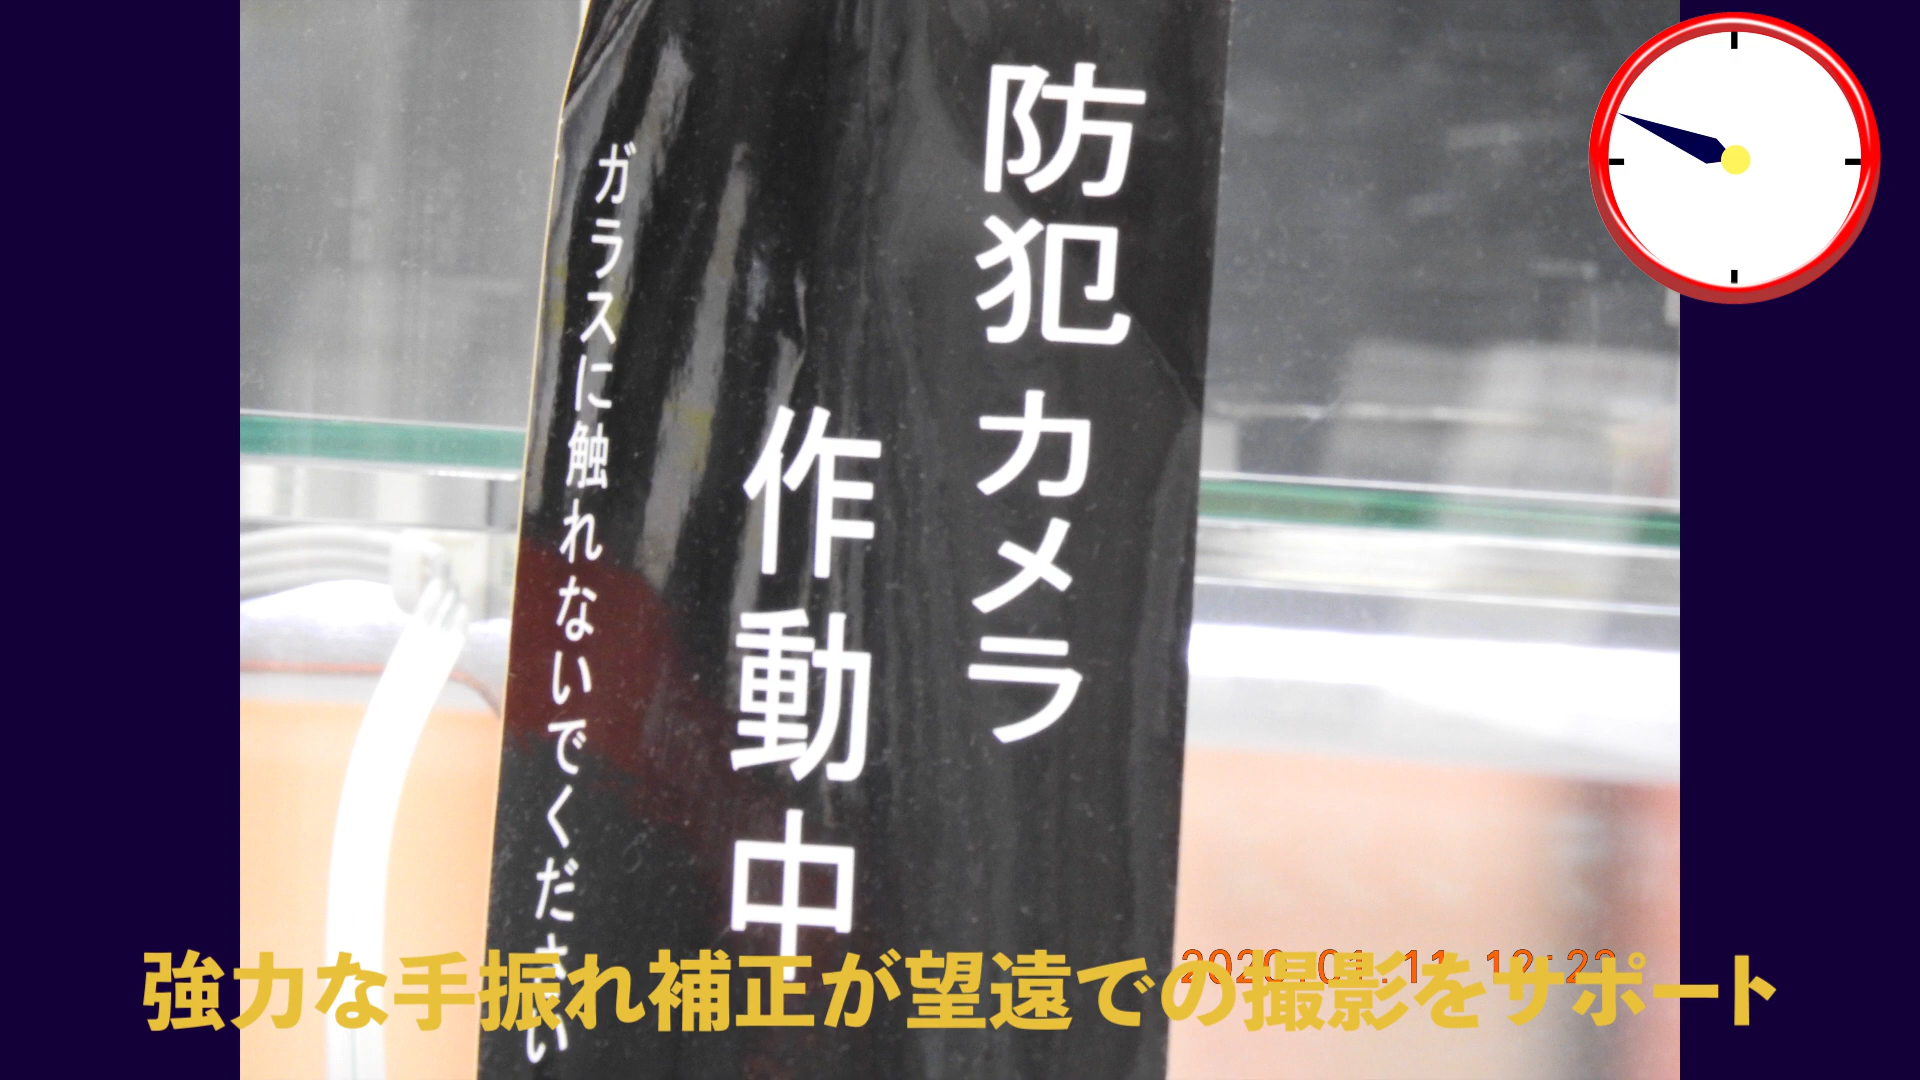 防犯カメラ
作動中
ガラスに触れないでください
強力な手振れ補正が望遠での撮影をサポート